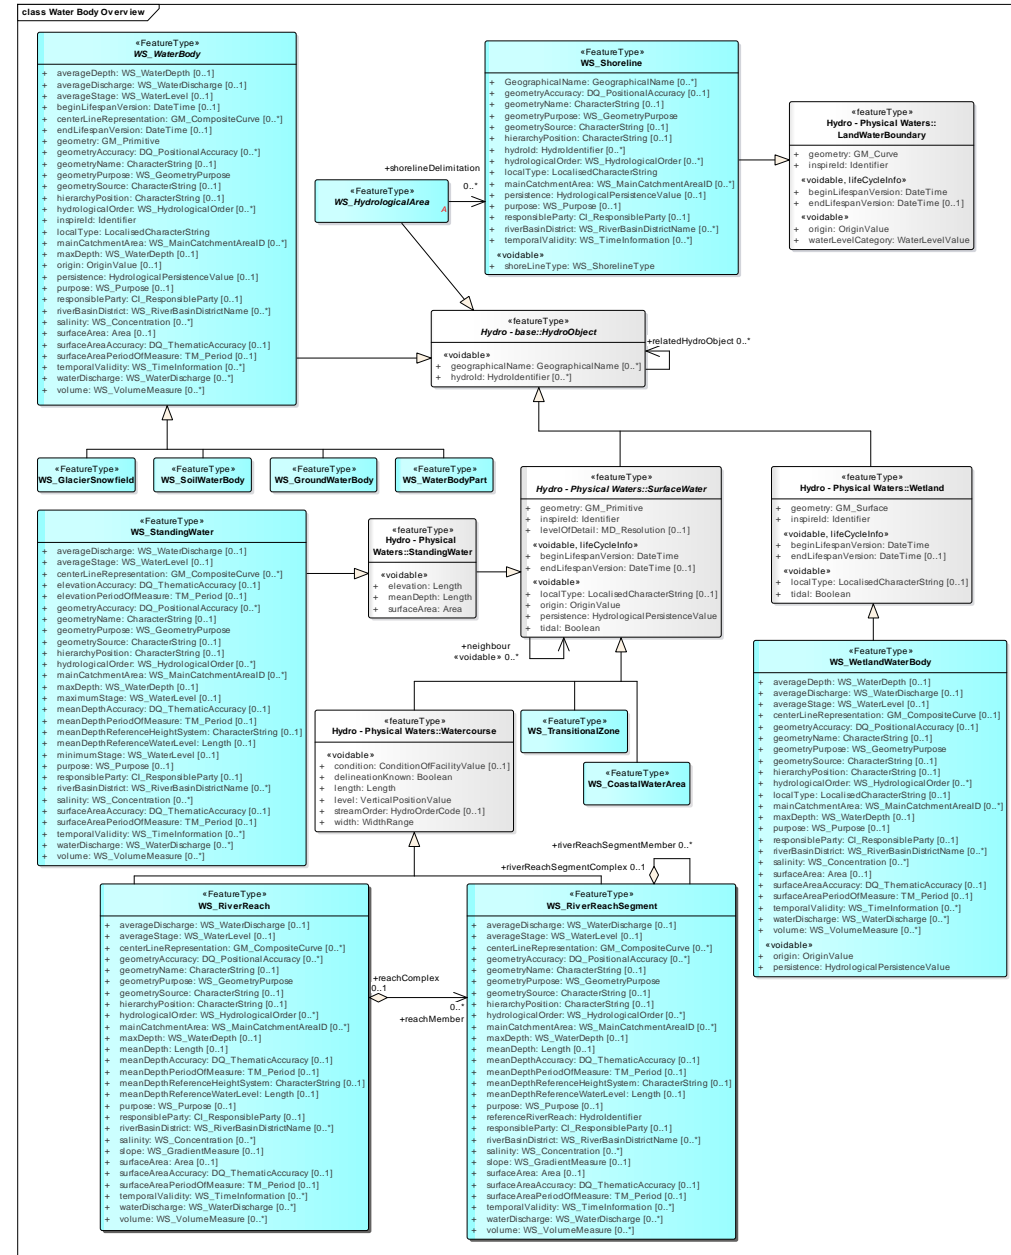 class Water Body Overview
«FeatureType»
WS_WaterBody
+ averageDepth: WS_WaterDepth [0..1]
+ averageDischarge: WS_WaterDischarge [0..1]
+ averageStage: WS_WaterLevel [0..1]
+ beginLifespanVersion: DateTime [0..1]
+ centerLineRepresentation: GM_CompositeCurve [0..*]
+ endLifespanVersion: DateTime [0..1]
+ geometry: GM_Primitive
+ geometryAccuracy: DQ_PositionalAccuracy [0..*]
+ geometryName: CharacterString [0..1]
+ geometryPurpose: WS_GeometryPurpose
+ geometrySource: CharacterString [0..1]
+ hierarchyPosition: CharacterString [0..1]
+ hydrologicalOrder: WS_HydrologicalOrder [0..*]
+ inspireId: Identifier
+ localType: LocalisedCharacterString
+ mainCatchmentArea: WS_MainCatchmentAreaID [0..*]
+ maxDepth: WS_WaterDepth [0..1]
+ origin: OriginValue [0..1]
+ persistence: HydrologicalPersistenceValue [0..1]
+ purpose: WS_Purpose [0..1]
+ responsibleParty: CI_ResponsibleParty [0..1]
+ riverBasinDistrict: WS_RiverBasinDistrictName [0..*]
+ salinity: WS_Concentration [0..*]
+ surfaceArea: Area [0..1]
+ surfaceAreaAccuracy: DQ_ThematicAccuracy [0..1]
+ surfaceAreaPeriodOfMeasure: TM_Period [0..1]
+ temporalValidity: WS_TimeInformation [0..*]
+ waterDischarge: WS_WaterDischarge [0..*]
+ volume: WS_VolumeMeasure [0..*]
«FeatureType»
WS_Shoreline
+ GeographicalName: GeographicalName [0..*]
+ geometryAccuracy: DQ_PositionalAccuracy [0..1]
+ geometryName: CharacterString [0..1]
+ geometryPurpose: WS_GeometryPurpose
+ geometrySource: CharacterString [0..1]
+ hierarchyPosition: CharacterString [0..1]
+ hydroId: HydroIdentifier [0..*]
+ hydrologicalOrder: WS_HydrologicalOrder [0..*]
+ localType: LocalisedCharacterString
+ mainCatchmentArea: WS_MainCatchmentAreaID [0..*]
+ persistence: HydrologicalPersistenceValue [0..1]
+ purpose: WS_Purpose [0..1]
+ responsibleParty: CI_ResponsibleParty [0..1]
+ riverBasinDistrict: WS_RiverBasinDistrictName [0..*]
+ temporalValidity: WS_TimeInformation [0..*]
«voidable»
+ shoreLineType: WS_ShorelineType
«featureType»
Hydro - Physical Waters::
LandWaterBoundary
+ geometry: GM_Curve
+ inspireId: Identifier
«voidable, lifeCycleInfo»
+ beginLifespanVersion: DateTime
+ endLifespanVersion: DateTime [0..1]
«voidable»
+ origin: OriginValue
+ waterLevelCategory: WaterLevelValue
+shorelineDelimitation
0..*
«FeatureType»
WS_HydrologicalArea
A
«featureType»
Hydro - base::HydroObject
«voidable»
+ geographicalName: GeographicalName [0..*]
+ hydroId: HydroIdentifier [0..*]
+relatedHydroObject 0..*
«FeatureType»
WS_GlacierSnowfield
«FeatureType»
WS_SoilWaterBody
«FeatureType»
WS_GroundWaterBody
«FeatureType»
WS_WaterBodyPart
«featureType»
Hydro - Physical Waters::SurfaceWater
+ geometry: GM_Primitive
+ inspireId: Identifier
+ levelOfDetail: MD_Resolution [0..1]
«voidable, lifeCycleInfo»
+ beginLifespanVersion: DateTime
+ endLifespanVersion: DateTime [0..1]
«voidable»
+ localType: LocalisedCharacterString [0..1]
+ origin: OriginValue
+ persistence: HydrologicalPersistenceValue
+ tidal: Boolean
«featureType»
Hydro - Physical Waters::Wetland
+ geometry: GM_Surface
+ inspireId: Identifier
«voidable, lifeCycleInfo»
+ beginLifespanVersion: DateTime
+ endLifespanVersion: DateTime [0..1]
«voidable»
+ localType: LocalisedCharacterString [0..1]
+ tidal: Boolean
«FeatureType»
WS_StandingWater
+ averageDischarge: WS_WaterDischarge [0..1]
+ averageStage: WS_WaterLevel [0..1]
+ centerLineRepresentation: GM_CompositeCurve [0..*]
+ elevationAccuracy: DQ_ThematicAccuracy [0..1]
+ elevationPeriodOfMeasure: TM_Period [0..1]
+ geometryAccuracy: DQ_PositionalAccuracy [0..*]
+ geometryName: CharacterString [0..1]
+ geometryPurpose: WS_GeometryPurpose
+ geometrySource: CharacterString [0..1]
+ hierarchyPosition: CharacterString [0..1]
+ hydrologicalOrder: WS_HydrologicalOrder [0..*]
+ mainCatchmentArea: WS_MainCatchmentAreaID [0..*]
+ maxDepth: WS_WaterDepth [0..1]
+ maximumStage: WS_WaterLevel [0..1]
+ meanDepthAccuracy: DQ_ThematicAccuracy [0..1]
+ meanDepthPeriodOfMeasure: TM_Period [0..1]
+ meanDepthReferenceHeightSystem: CharacterString [0..1]
+ meanDepthReferenceWaterLevel: Length [0..1]
+ minimumStage: WS_WaterLevel [0..1]
+ purpose: WS_Purpose [0..1]
+ responsibleParty: CI_ResponsibleParty [0..1]
+ riverBasinDistrict: WS_RiverBasinDistrictName [0..*]
+ salinity: WS_Concentration [0..*]
+ surfaceAreaAccuracy: DQ_ThematicAccuracy [0..1]
+ surfaceAreaPeriodOfMeasure: TM_Period [0..1]
+ temporalValidity: WS_TimeInformation [0..*]
+ waterDischarge: WS_WaterDischarge [0..*]
+ volume: WS_VolumeMeasure [0..*]
«featureType»
Hydro - Physical
Waters::StandingWater
«voidable»
+ elevation: Length
+ meanDepth: Length
+ surfaceArea: Area
+neighbour
«voidable» 0..*
«featureType»
Hydro - Physical Waters::Watercourse
«voidable»
+ condition: ConditionOfFacilityValue [0..1]
+ delineationKnown: Boolean
+ length: Length
+ level: VerticalPositionValue
+ streamOrder: HydroOrderCode [0..1]
+ width: WidthRange
«FeatureType»
WS_TransitionalZone
«FeatureType»
WS_CoastalWaterArea
«FeatureType»
WS_WetlandWaterBody
+ averageDepth: WS_WaterDepth [0..1]
+ averageDischarge: WS_WaterDischarge [0..1]
+ averageStage: WS_WaterLevel [0..1]
+ centerLineRepresentation: GM_CompositeCurve [0..1]
+ geometryAccuracy: DQ_PositionalAccuracy [0..*]
+ geometryName: CharacterString [0..1]
+ geometryPurpose: WS_GeometryPurpose
+ geometrySource: CharacterString [0..1]
+ hierarchyPosition: CharacterString [0..1]
+ hydrologicalOrder: WS_HydrologicalOrder [0..*]
+ localType: LocalisedCharacterString [0..1]
+ mainCatchmentArea: WS_MainCatchmentAreaID [0..*]
+ maxDepth: WS_WaterDepth [0..1]
+ purpose: WS_Purpose [0..1]
+ responsibleParty: CI_ResponsibleParty [0..1]
+ riverBasinDistrict: WS_RiverBasinDistrictName [0..*]
+ salinity: WS_Concentration [0..*]
+ surfaceArea: Area [0..1]
+ surfaceAreaAccuracy: DQ_ThematicAccuracy [0..1]
+ surfaceAreaPeriodOfMeasure: TM_Period [0..1]
+ temporalValidity: WS_TimeInformation [0..*]
+ waterDischarge: WS_WaterDischarge [0..*]
+ volume: WS_VolumeMeasure [0..*]
«voidable»
+ origin: OriginValue
+ persistence: HydrologicalPersistenceValue
+riverReachSegmentMember 0..*
+riverReachSegmentComplex 0..1
«FeatureType»
WS_RiverReach
+ averageDischarge: WS_WaterDischarge [0..1]
+ averageStage: WS_WaterLevel [0..1]
+ centerLineRepresentation: GM_CompositeCurve [0..*]
+ geometryAccuracy: DQ_PositionalAccuracy [0..*]
+ geometryName: CharacterString [0..1]
+ geometryPurpose: WS_GeometryPurpose
+ geometrySource: CharacterString [0..1]
+ hierarchyPosition: CharacterString [0..1]
+ hydrologicalOrder: WS_HydrologicalOrder [0..*]
+ mainCatchmentArea: WS_MainCatchmentAreaID [0..*]
+ maxDepth: WS_WaterDepth [0..1]
+ meanDepth: Length [0..1]
+ meanDepthAccuracy: DQ_ThematicAccuracy [0..1]
+ meanDepthPeriodOfMeasure: TM_Period [0..1]
+ meanDepthReferenceHeightSystem: CharacterString [0..1]
+ meanDepthReferenceWaterLevel: Length [0..1]
+ purpose: WS_Purpose [0..1]
+ responsibleParty: CI_ResponsibleParty [0..1]
+ riverBasinDistrict: WS_RiverBasinDistrictName [0..*]
+ salinity: WS_Concentration [0..*]
+ slope: WS_GradientMeasure [0..1]
+ surfaceArea: Area [0..1]
+ surfaceAreaAccuracy: DQ_ThematicAccuracy [0..1]
+ surfaceAreaPeriodOfMeasure: TM_Period [0..1]
+ temporalValidity: WS_TimeInformation [0..*]
+ waterDischarge: WS_WaterDischarge [0..*]
+ volume: WS_VolumeMeasure [0..*]
+reachComplex
0..1
0..*
+reachMember
«FeatureType»
WS_RiverReachSegment
+ averageDischarge: WS_WaterDischarge [0..1]
+ averageStage: WS_WaterLevel [0..1]
+ centerLineRepresentation: GM_CompositeCurve [0..*]
+ geometryAccuracy: DQ_PositionalAccuracy [0..*]
+ geometryName: CharacterString [0..1]
+ geometryPurpose: WS_GeometryPurpose
+ geometrySource: CharacterString [0..1]
+ hierarchyPosition: CharacterString [0..1]
+ hydrologicalOrder: WS_HydrologicalOrder [0..*]
+ mainCatchmentArea: WS_MainCatchmentAreaID [0..*]
+ maxDepth: WS_WaterDepth [0..1]
+ meanDepth: Length [0..1]
+ meanDepthAccuracy: DQ_ThematicAccuracy [0..1]
+ meanDepthPeriodOfMeasure: TM_Period [0..1]
+ meanDepthReferenceHeightSystem: CharacterString [0..1]
+ meanDepthReferenceWaterLevel: Length [0..1]
+ purpose: WS_Purpose [0..1]
+ referenceRiverReach: HydroIdentifier
+ responsibleParty: CI_ResponsibleParty [0..1]
+ riverBasinDistrict: WS_RiverBasinDistrictName [0..*]
+ salinity: WS_Concentration [0..*]
+ slope: WS_GradientMeasure [0..1]
+ surfaceArea: Area [0..1]
+ surfaceAreaAccuracy: DQ_ThematicAccuracy [0..1]
+ surfaceAreaPeriodOfMeasure: TM_Period [0..1]
+ temporalValidity: WS_TimeInformation [0..*]
+ waterDischarge: WS_WaterDischarge [0..*]
+ volume: WS_VolumeMeasure [0..*]